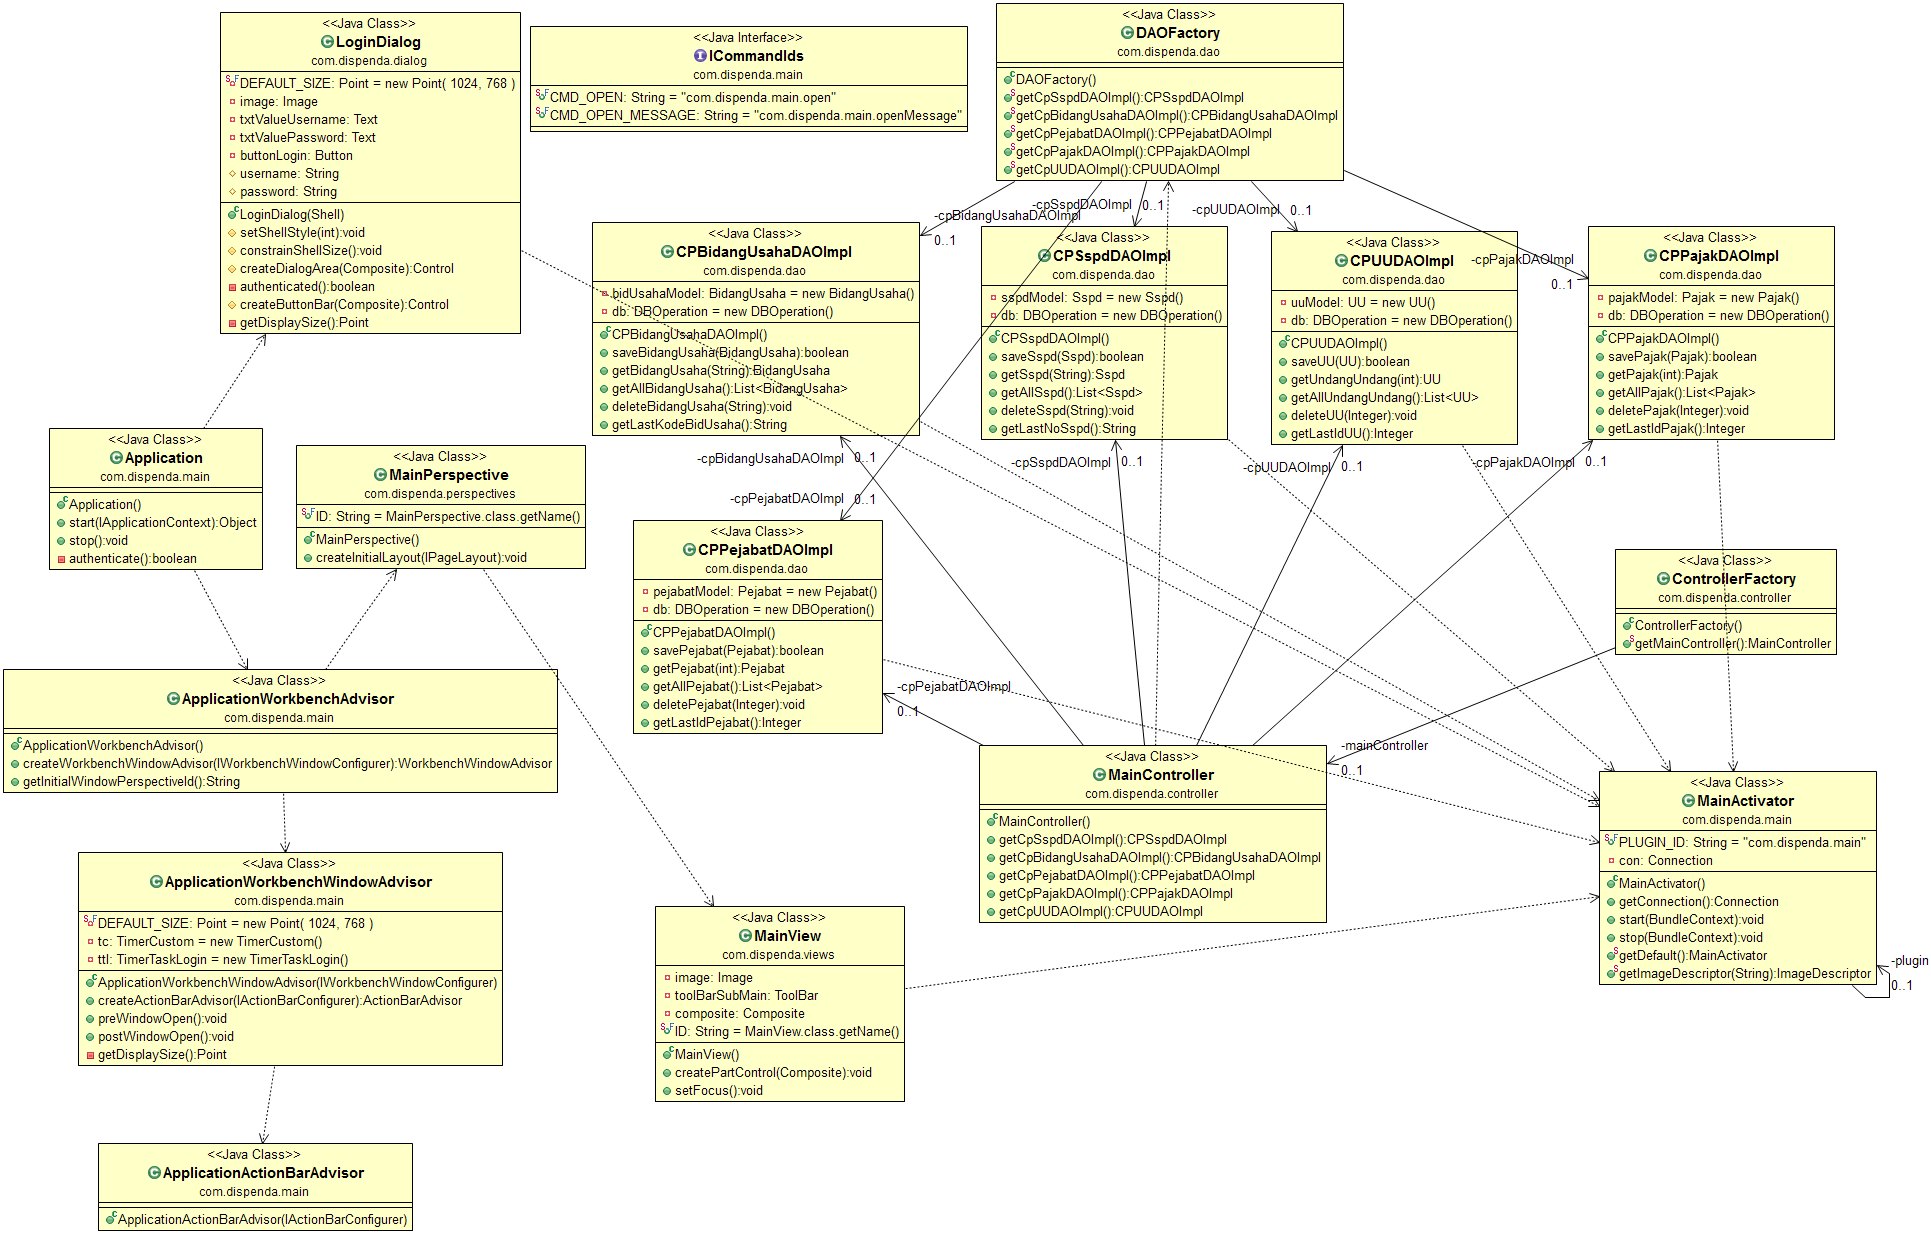 <<Java Class>>
LoginDialog
com.dispenda.dialog
DEFAULT_SIZE: Point = new Point( 1024, 768 )
image: Image
txtValueUsername: Text
txtValuePassword: Text
buttonLogin: Button
username: String
password: String
LoginDialog(Shell)
setShellStyle(int):void
constrainShellSize():void
createDialogArea(Composite):Control
authenticated():boolean
createButtonBar(Composite):Control
getDisplaySize():Point
<<Java Interface>>
ICommandIds
com.dispenda.main
CMD_OPEN: String = "com.dispenda.main.open"
CMD_OPEN_MESSAGE: String = "com.dispenda.main.openMessage"
<<Java Class>>
DAOFactory
com.dispenda.dao
DAOFactory()
getCpSspdDAOImpl():CPSspdDAOImpl
getCpBidangUsahaDAOImpl():CPBidangUsahaDAOImpl
getCpPejabatDAOImpl():CPPejabatDAOImpl
getCpPajakDAOImpl():CPPajakDAOImpl
getCpUUDAOImpl():CPUUDAOImpl
-cpBidangUsahaDAOImpl
0..1
-cpSspdDAOImpl
0..1
-cpUUDAOImpl
0..1
-cpPajakDAOImpl
0..1
<<Java Class>>
CPBidangUsahaDAOImpl
com.dispenda.dao
bidUsahaModel: BidangUsaha = new BidangUsaha()
db: DBOperation = new DBOperation()
CPBidangUsahaDAOImpl()
saveBidangUsaha(BidangUsaha):boolean
getBidangUsaha(String):BidangUsaha
getAllBidangUsaha():List<BidangUsaha>
deleteBidangUsaha(String):void
getLastKodeBidUsaha():String
<<Java Class>>
CPSspdDAOImpl
com.dispenda.dao
sspdModel: Sspd = new Sspd()
db: DBOperation = new DBOperation()
CPSspdDAOImpl()
saveSspd(Sspd):boolean
getSspd(String):Sspd
getAllSspd():List<Sspd>
deleteSspd(String):void
getLastNoSspd():String
<<Java Class>>
CPUUDAOImpl
com.dispenda.dao
uuModel: UU = new UU()
db: DBOperation = new DBOperation()
CPUUDAOImpl()
saveUU(UU):boolean
getUndangUndang(int):UU
getAllUndangUndang():List<UU>
deleteUU(Integer):void
getLastIdUU():Integer
<<Java Class>>
CPPajakDAOImpl
com.dispenda.dao
pajakModel: Pajak = new Pajak()
db: DBOperation = new DBOperation()
CPPajakDAOImpl()
savePajak(Pajak):boolean
getPajak(int):Pajak
getAllPajak():List<Pajak>
deletePajak(Integer):void
getLastIdPajak():Integer
-cpBidangUsahaDAOImpl
0..1
-cpPejabatDAOImpl
0..1
-cpSspdDAOImpl
0..1
-cpUUDAOImpl
0..1
-cpPajakDAOImpl
0..1
<<Java Class>>
Application
com.dispenda.main
Application()
start(IApplicationContext):Object
stop():void
authenticate():boolean
<<Java Class>>
MainPerspective
com.dispenda.perspectives
ID: String = MainPerspective.class.getName()
MainPerspective()
createInitialLayout(IPageLayout):void
<<Java Class>>
CPPejabatDAOImpl
com.dispenda.dao
pejabatModel: Pejabat = new Pejabat()
db: DBOperation = new DBOperation()
CPPejabatDAOImpl()
savePejabat(Pejabat):boolean
getPejabat(int):Pejabat
getAllPejabat():List<Pejabat>
deletePejabat(Integer):void
getLastIdPejabat():Integer
-cpPejabatDAOImpl
0..1
<<Java Class>>
ControllerFactory
com.dispenda.controller
ControllerFactory()
getMainController():MainController
-mainController
0..1
<<Java Class>>
ApplicationWorkbenchAdvisor
com.dispenda.main
ApplicationWorkbenchAdvisor()
createWorkbenchWindowAdvisor(IWorkbenchWindowConfigurer):WorkbenchWindowAdvisor
getInitialWindowPerspectiveId():String
<<Java Class>>
MainController
com.dispenda.controller
MainController()
getCpSspdDAOImpl():CPSspdDAOImpl
getCpBidangUsahaDAOImpl():CPBidangUsahaDAOImpl
getCpPejabatDAOImpl():CPPejabatDAOImpl
getCpPajakDAOImpl():CPPajakDAOImpl
getCpUUDAOImpl():CPUUDAOImpl
<<Java Class>>
MainActivator
com.dispenda.main
PLUGIN_ID: String = "com.dispenda.main"
con: Connection
MainActivator()
getConnection():Connection
start(BundleContext):void
stop(BundleContext):void
getDefault():MainActivator
getImageDescriptor(String):ImageDescriptor
-plugin
0..1
<<Java Class>>
ApplicationWorkbenchWindowAdvisor
com.dispenda.main
DEFAULT_SIZE: Point = new Point( 1024, 768 )
tc: TimerCustom = new TimerCustom()
ttl: TimerTaskLogin = new TimerTaskLogin()
ApplicationWorkbenchWindowAdvisor(IWorkbenchWindowConfigurer)
createActionBarAdvisor(IActionBarConfigurer):ActionBarAdvisor
preWindowOpen():void
postWindowOpen():void
getDisplaySize():Point
<<Java Class>>
MainView
com.dispenda.views
image: Image
toolBarSubMain: ToolBar
composite: Composite
ID: String = MainView.class.getName()
MainView()
createPartControl(Composite):void
setFocus():void
<<Java Class>>
ApplicationActionBarAdvisor
com.dispenda.main
ApplicationActionBarAdvisor(IActionBarConfigurer)